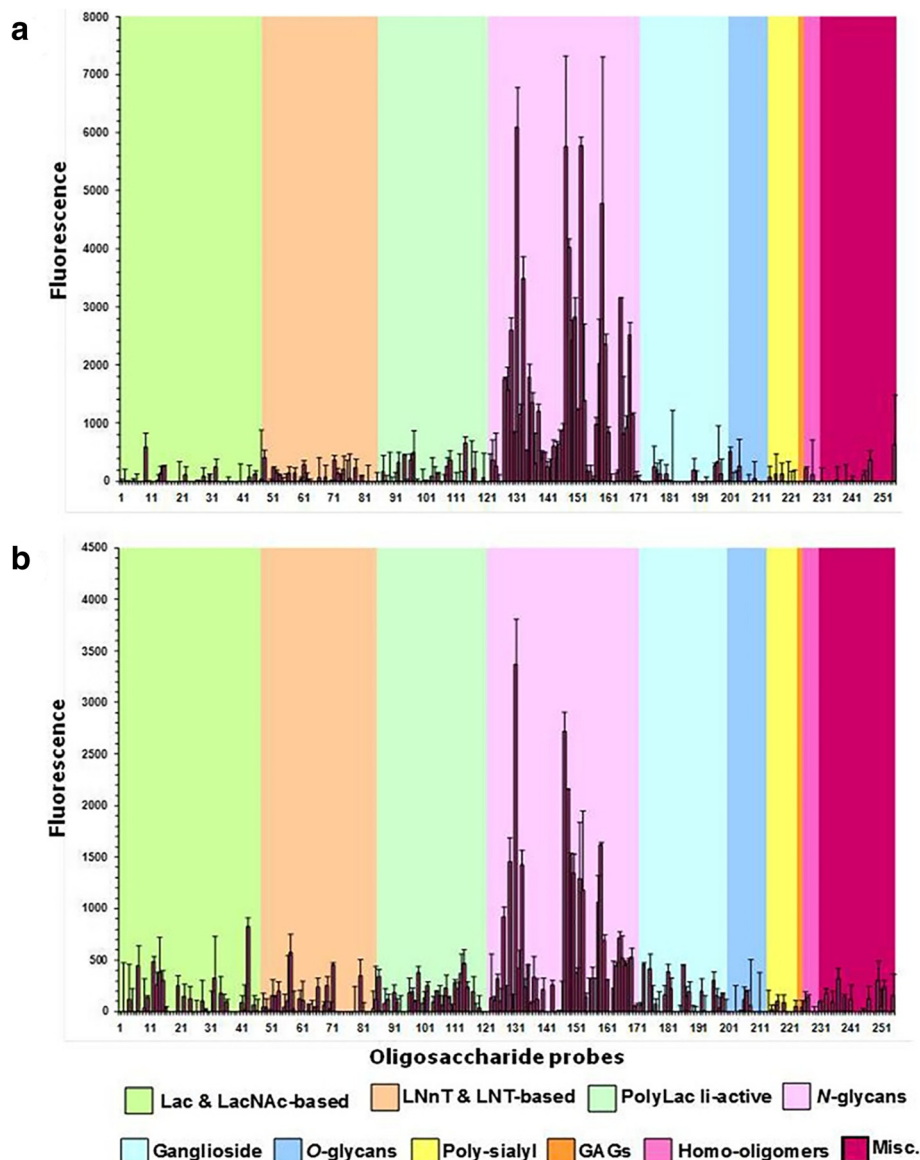 a
8000
7000
6000
5000
4000
3000
2000
1000
0
Fluorescence
1 11 21 31 41 51 61 71 81 91 101 111 121 131 141 151 161 171 181 191 201 211 221 231 241 251
b
4500
4000
3500
3000
2500
2000
1500
1000
500
0
Fluorescence
1 11 21 31 41 51 61 71 81 91 101 111 121 131 141 151 161 171 181 191 201 211 221 231 241 251
Oligosaccharide probes
Lac & LacNAc-based LNnT & LNT-based PolyLac Ii-active N-glycans
Ganglioside O-glycans Poly-sialyl GAGs Homo-oligomers Misc.